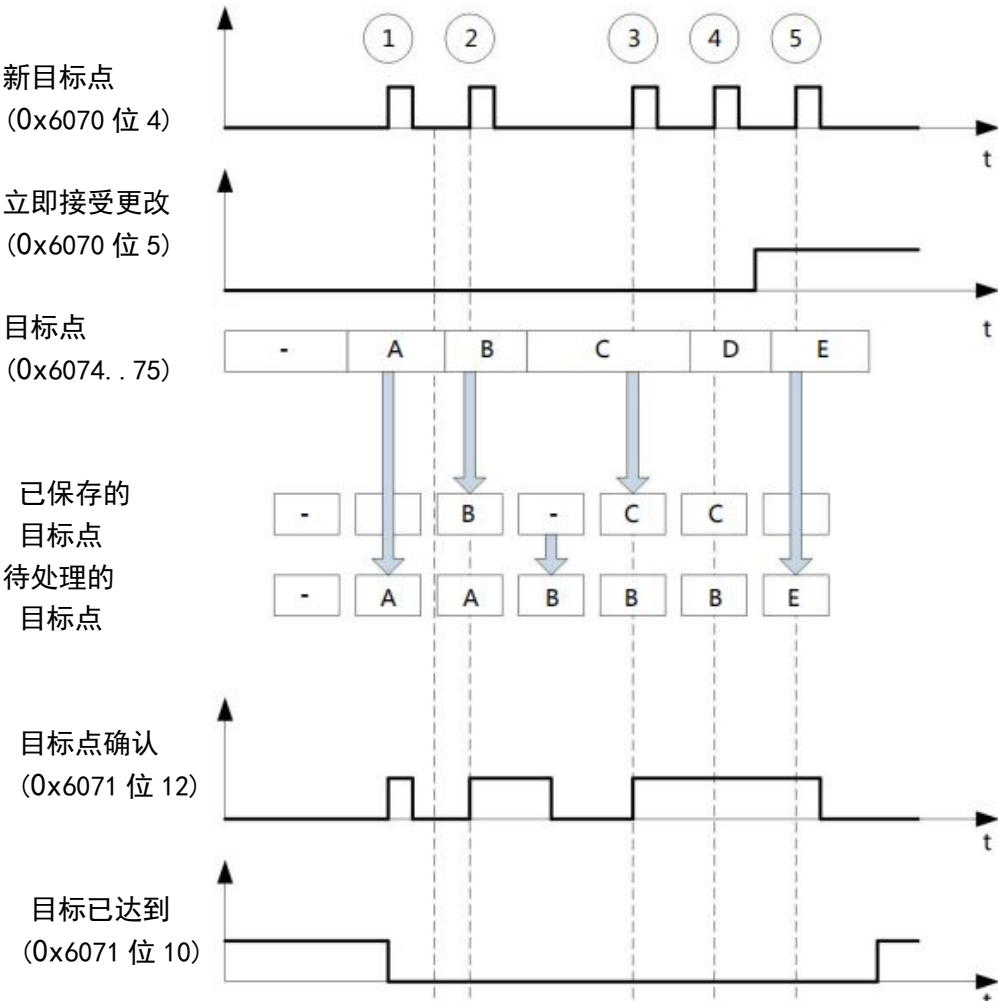 ① ② ③ ④ ⑤
新目标点
(0x6070 位 4)
t
立即接受更改
(0x6070 位 5)
t
目标点
(0x6074..75)
- A B C D E
已保存的
目标点
- B - C C
待处理的
目标点
- A A B B B E
目标点确认
(0x6071 位 12)
t
目标已达到
(0x6071 位 10)
t